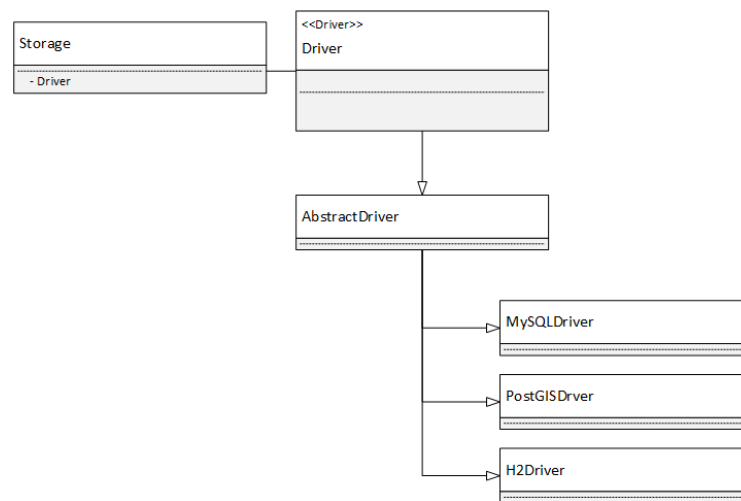 Storage
- Driver
<<Driver>>
Driver
AbstractDriver
MySQLDriver
PostGISDrver
H2Driver